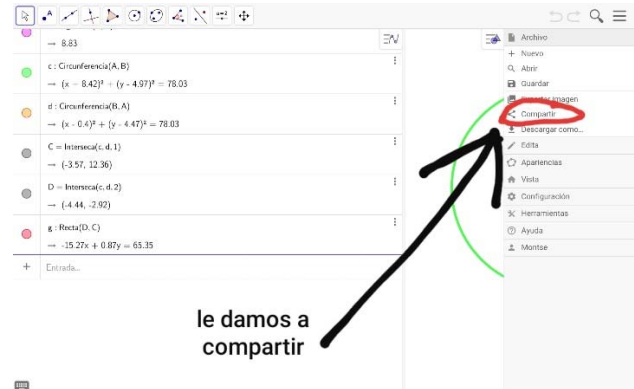 → 8.83
c : Circunferencia(A, B)
→ (x − 8.42)² + (y − 4.97)² = 78.03
d : Circunferencia(B, A)
→ (x − 0.4)² + (y − 4.47)² = 78.03
C = Interseca(c, d, 1)
→ (-3.57, 12.36)
D = Interseca(c, d, 2)
→ (-4.44, -2.92)
g : Recta(D, C)
→ -15.27x + 0.87y = 65.35
Entrada...
Archivo
Nuevo
Abrir
Guardar
Exportar Imagen
Compartir
Descargar como...
Edita
Apariencias
Vista
Configuración
Herramientas
Ayuda
Montse
le damos a
compartir